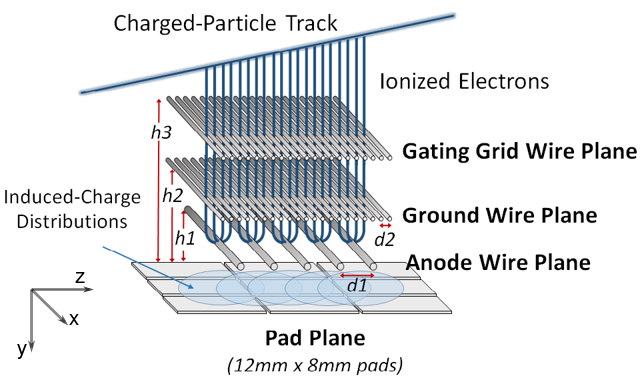 Charged-Particle Track
Ionized Electrons
h3
Gating Grid Wire Plane
h2
Induced-Charge
Distributions
h1
Ground Wire Plane
d2
Anode Wire Plane
d1
z
x
y
Pad Plane
(12mm x 8mm pads)